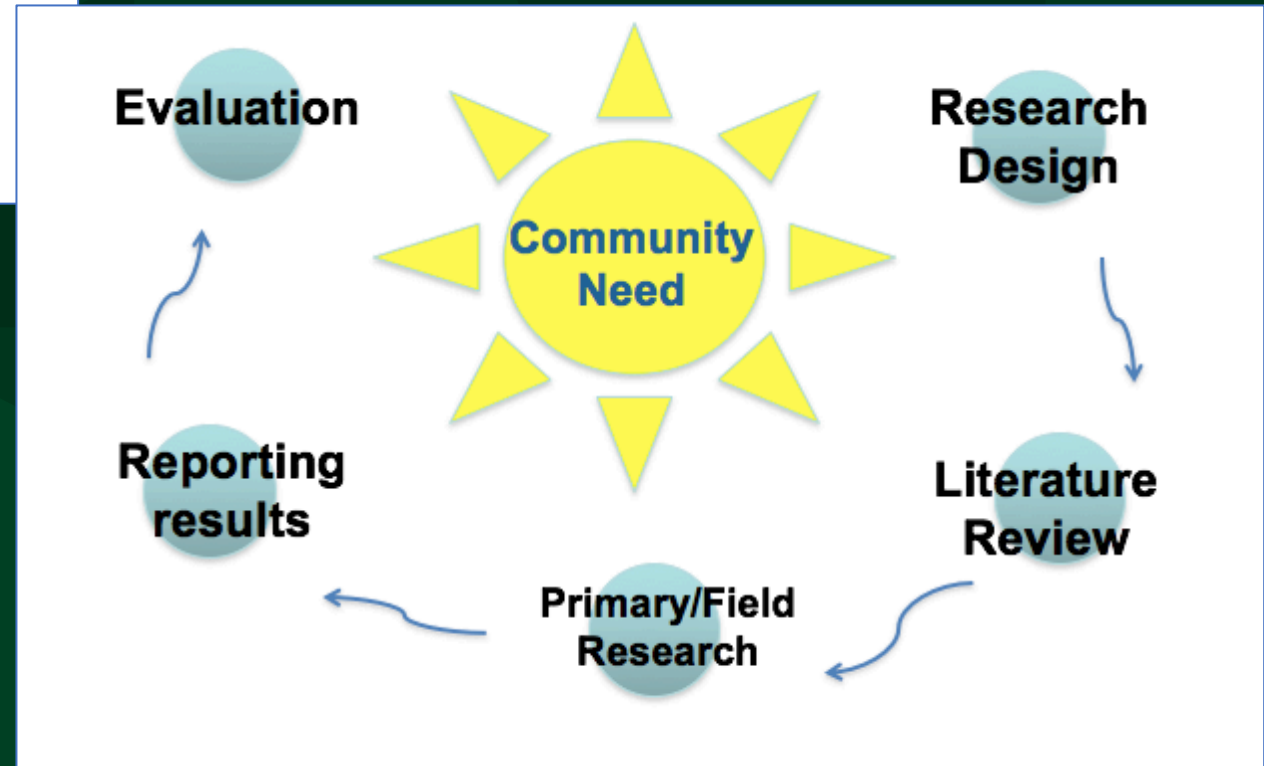 Evaluation
Research
Design
Community
Need
Reporting
results
Literature
Review
Primary/Field
Research